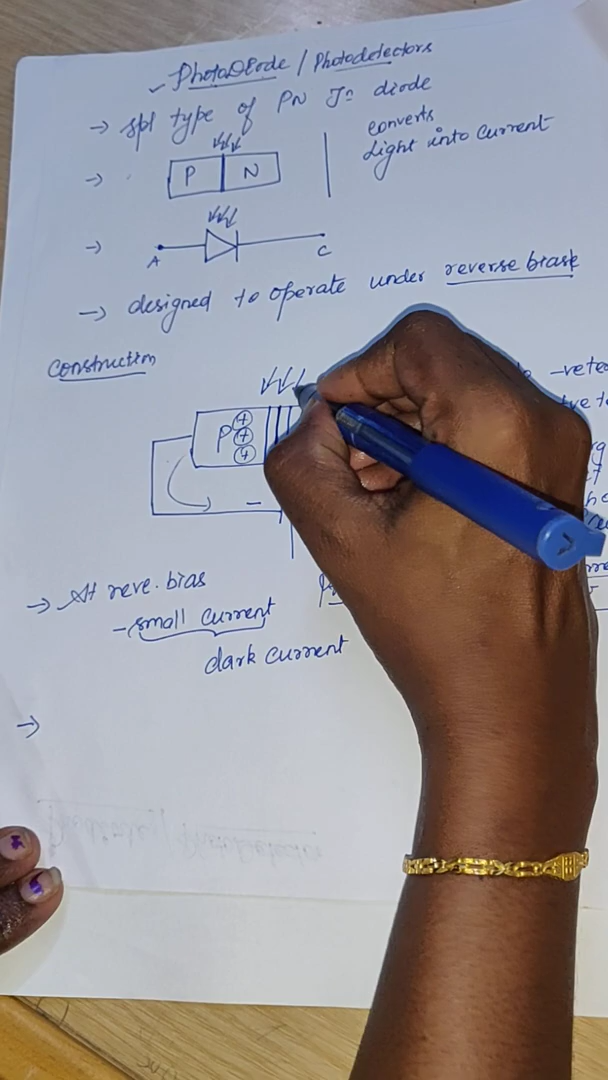 PhotoDiode / Photodetectors
→ spl type of PN Jn diode
converts
Light into current
→ P N
→ A C
→ designed to operate under reverse bias
Construction
P + + +
−
→ At reve. bias
- small current
dark current
→